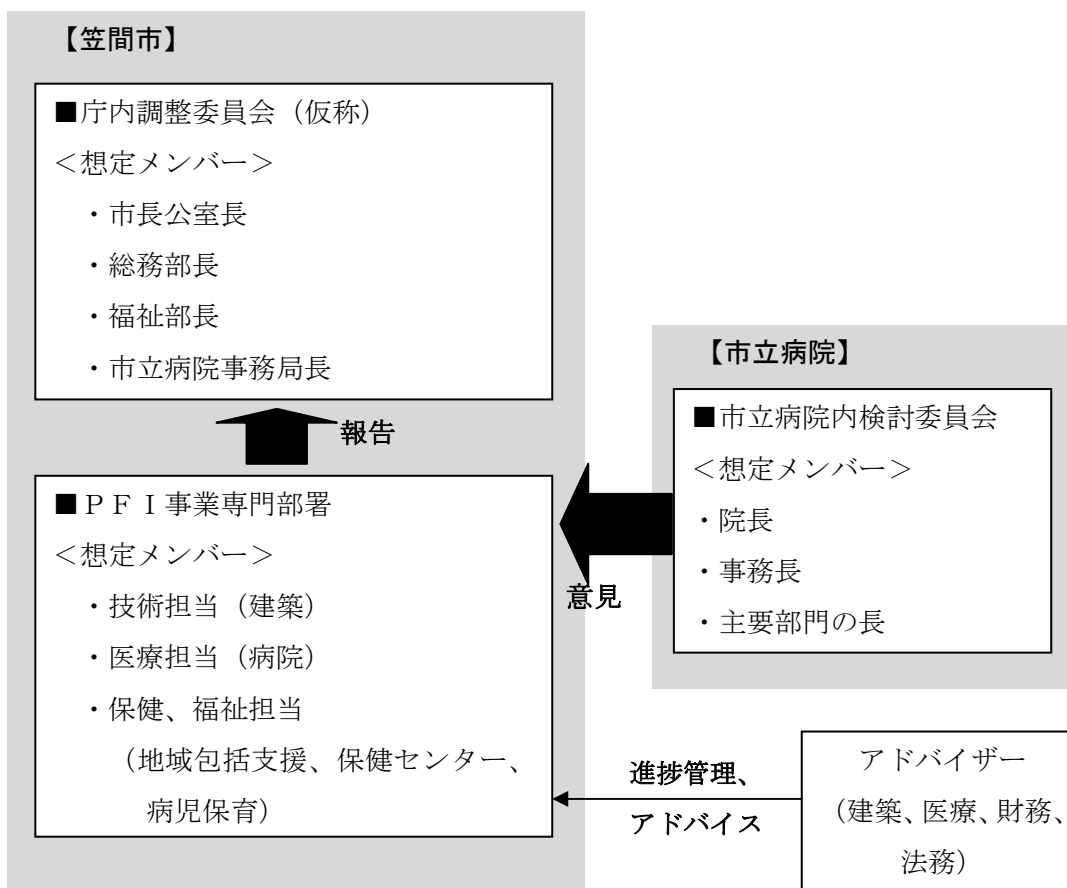 【笠間市】
■庁内調整委員会（仮称）
＜想定メンバー＞
・市長公室長
・総務部長
・福祉部長
・市立病院事務局長
報告
■ＰＦＩ事業専門部署
＜想定メンバー＞
・技術担当（建築）
・医療担当（病院）
・保健、福祉担当
（地域包括支援、保健センター、
病児保育）
【市立病院】
■市立病院内検討委員会
＜想定メンバー＞
・院長
・事務長
・主要部門の長
意見
進捗管理、
アドバイス
アドバイザー
（建築、医療、財務、
法務）